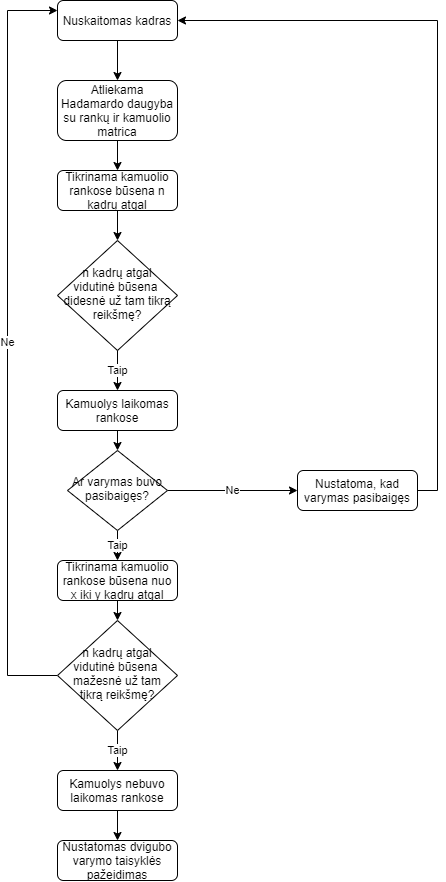 Nuskaitomas kadras
Atliekama
Hadamardo daugyba
su rankų ir kamuolio
matrica
Tikrinama kamuolio
rankose būsena n
kadrų atgal
n kadrų atgal
vidutinė būsena
didesnė už tam tikrą
reikšmę?
Ne
Taip
Kamuolys laikomas
rankose
Ar varymas buvo
pasibaigęs?
Ne
Nustatoma, kad
varymas pasibaigęs
Taip
Tikrinama kamuolio
rankose būsena nuo
x iki y kadrų atgal
n kadrų atgal
vidutinė būsena
mažesnė už tam
tikrą reikšmę?
Taip
Kamuolys nebuvo
laikomas rankose
Nustatomas dvigubo
varymo taisyklės
pažeidimas